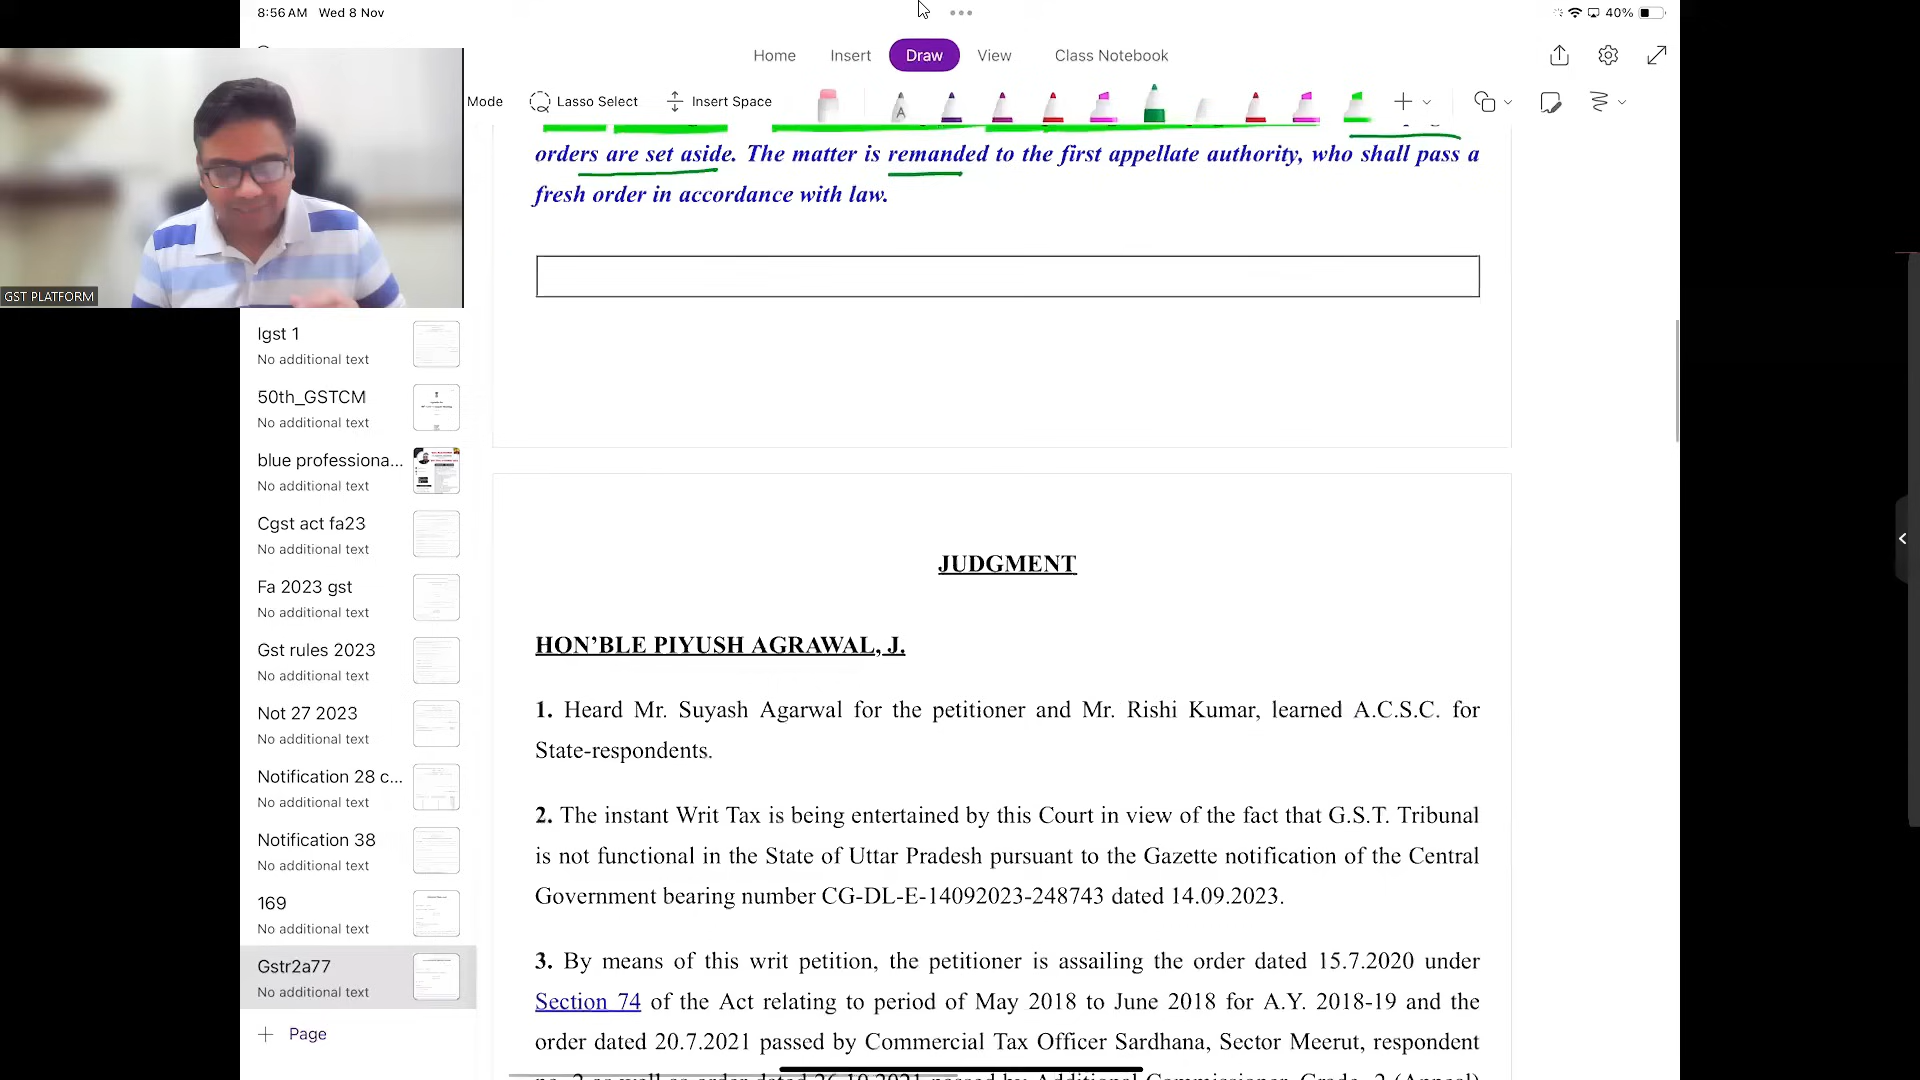 8:56 AM Wed 8 Nov
40%
Home Insert Draw View Class Notebook
Mode Lasso Select Insert Space
A
orders are set aside. The matter is remanded to the first appellate authority, who shall pass a
fresh order in accordance with law.
GST PLATFORM
Igst 1
No additional text
50th_GSTCM
No additional text
blue professiona...
No additional text
Cgst act fa23
No additional text
Fa 2023 gst
No additional text
Gst rules 2023
No additional text
Not 27 2023
No additional text
Notification 28 c...
No additional text
Notification 38
No additional text
169
No additional text
Gstr2a77
No additional text
+ Page
JUDGMENT
HON’BLE PIYUSH AGRAWAL, J.
1. Heard Mr. Suyash Agarwal for the petitioner and Mr. Rishi Kumar, learned A.C.S.C. for
State-respondents.
2. The instant Writ Tax is being entertained by this Court in view of the fact that G.S.T. Tribunal
is not functional in the State of Uttar Pradesh pursuant to the Gazette notification of the Central
Government bearing number CG-DL-E-14092023-248743 dated 14.09.2023.
3. By means of this writ petition, the petitioner is assailing the order dated 15.7.2020 under
Section 74 of the Act relating to period of May 2018 to June 2018 for A.Y. 2018-19 and the
order dated 20.7.2021 passed by Commercial Tax Officer Sardhana, Sector Meerut, respondent